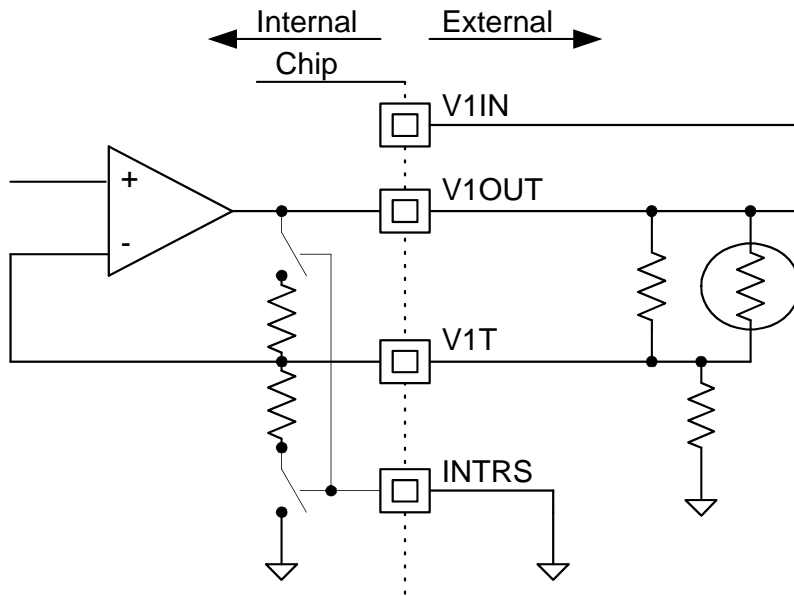 Internal External
Chip
V1IN
V1OUT
+
-
V1T
INTRS